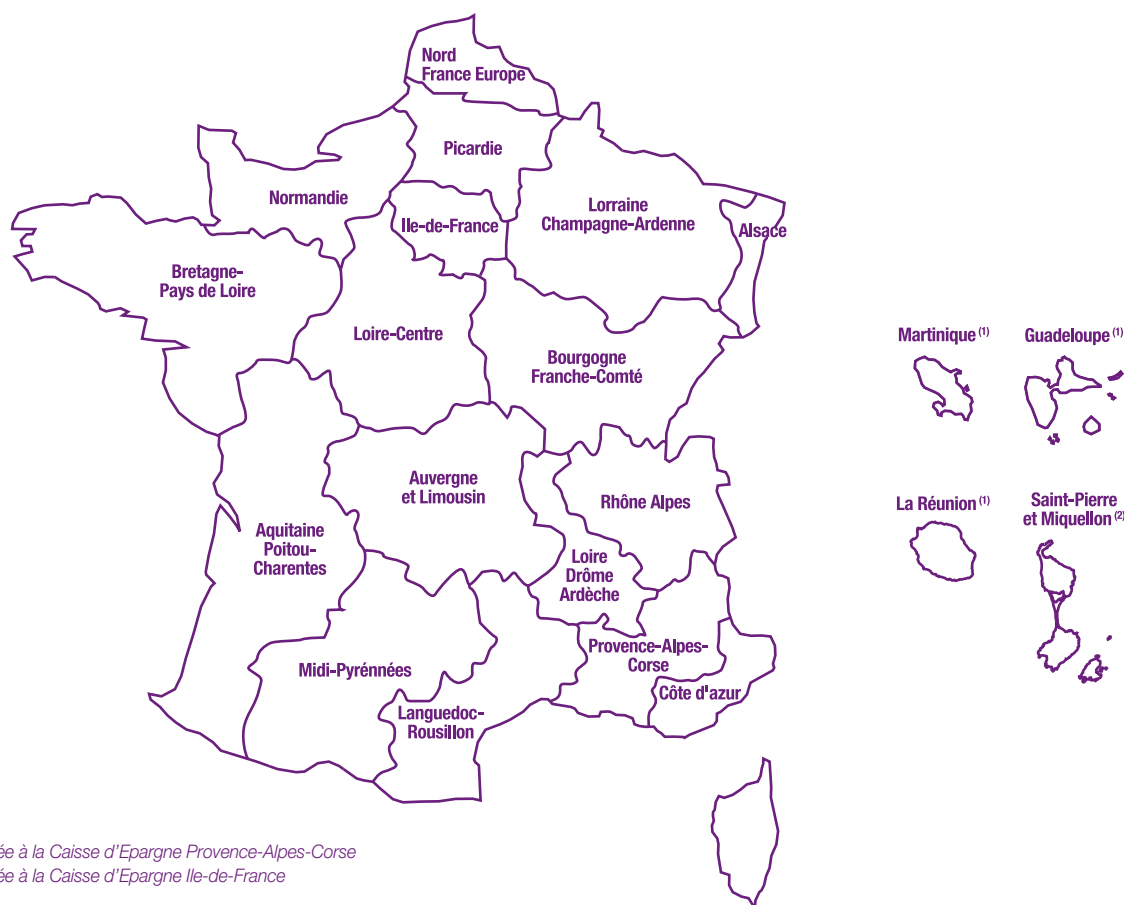 Nord
France Europe
Picardie
Normandie
Ile-de-France
Lorraine
Champagne-Ardenne
Alsace
Bretagne-
Pays de Loire
Loire-Centre
Bourgogne
Franche-Comté
Martinique (1)
Guadeloupe (1)
Auvergne
et Limousin
Rhône Alpes
La Réunion (1)
Saint-Pierre
et Miquellon (2)
Aquitaine
Poitou-
Charentes
Loire
Drôme
Ardèche
Midi-Pyrénnées
Provence-Alpes-
Corse
Côte d'azur
Languedoc-
Rousillon
à la Caisse d'Epargne Provence-Alpes-Corse
à la Caisse d'Epargne Ile-de-France